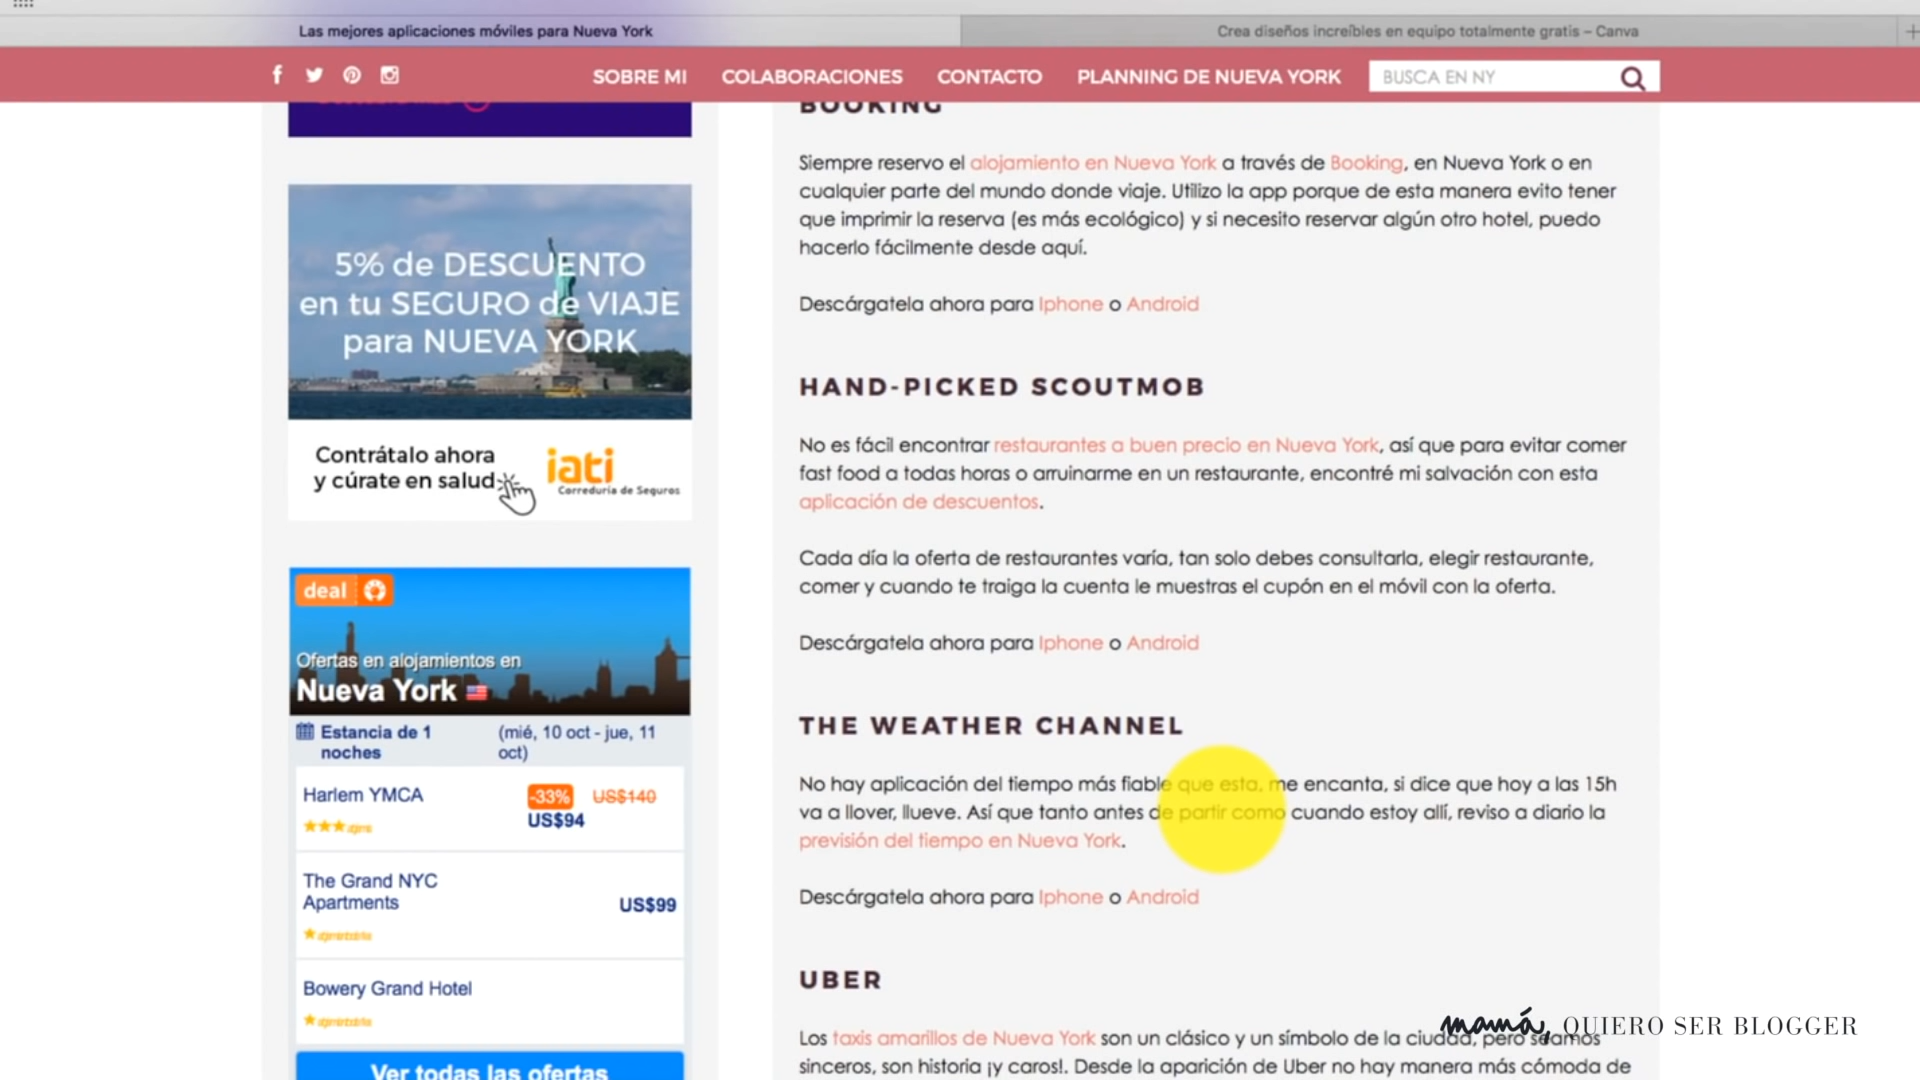 Las mejores aplicaciones móviles para Nueva York
Crea diseños increíbles en equipo totalmente gratis – Canva
SOBRE MI
COLABORACIONES
CONTACTO
PLANNING DE NUEVA YORK
BUSCA EN NY
5% de DESCUENTO
en tu SEGURO de VIAJE
para NUEVA YORK
Contrátalo ahora
y cúrate en salud
iati
Correduría de Seguros
deal
Ofertas en alojamientos en
Nueva York
Estancia de 1
noches
(mié, 10 oct - jue, 11
oct)
Harlem YMCA
-33% US$140
US$94
The Grand NYC
Apartments
US$99
Bowery Grand Hotel
Ver todas las ofertas
BOOKING
Siempre reservo el alojamiento en Nueva York a través de Booking, en Nueva York o en
cualquier parte del mundo donde viaje. Utilizo la app porque de esta manera evito tener
que imprimir la reserva (es más ecológico) y si necesito reservar algún otro hotel, puedo
hacerlo fácilmente desde aquí.
Descárgatela ahora para Iphone o Android
HAND-PICKED SCOUTMOB
No es fácil encontrar restaurantes a buen precio en Nueva York, así que para evitar comer
fast food a todas horas o arruinarme en un restaurante, encontré mi salvación con esta
aplicación de descuentos.
Cada día la oferta de restaurantes varía, tan solo debes consultarla, elegir restaurante,
comer y cuando te traiga la cuenta le muestras el cupón en el móvil con la oferta.
Descárgatela ahora para Iphone o Android
THE WEATHER CHANNEL
No hay aplicación del tiempo más fiable que esta, me encanta, si dice que hoy a las 15h
va a llover, llueve. Así que tanto antes de partir como cuando estoy allí, reviso a diario la
previsión del tiempo en Nueva York.
Descárgatela ahora para Iphone o Android
UBER
Los taxis amarillos de Nueva York son un clásico y un símbolo de la ciudad, pero seamos
sinceros, son historia ¡y caros!. Desde la aparición de Uber no hay manera más cómoda de
mamá, QUIERO SER BLOGGER